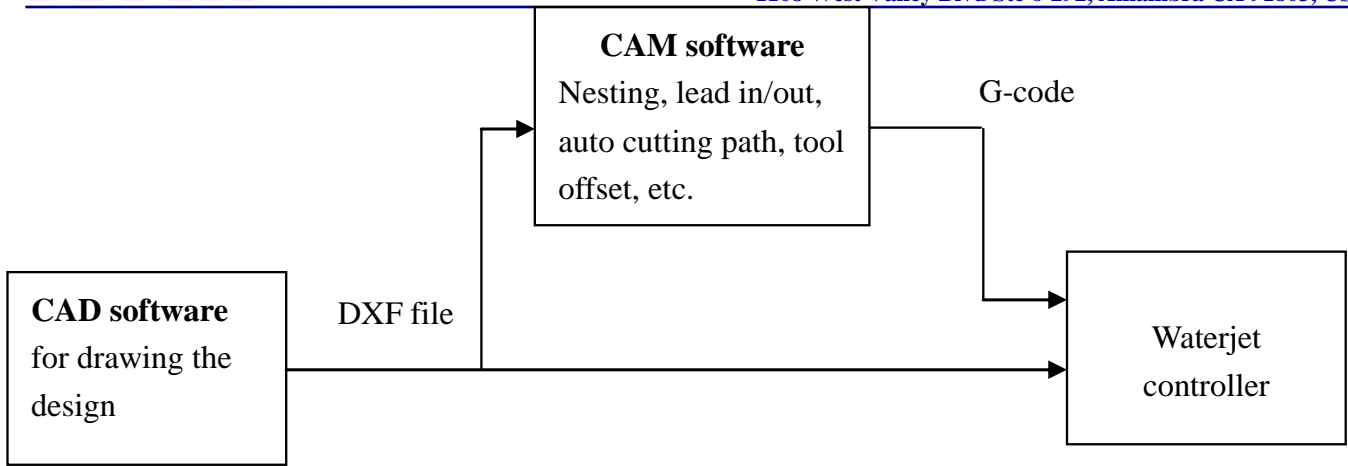 CAM software
Nesting, lead in/out,
auto cutting path, tool
offset, etc.
G-code
CAD software
for drawing the
design
DXF file
Waterjet
controller